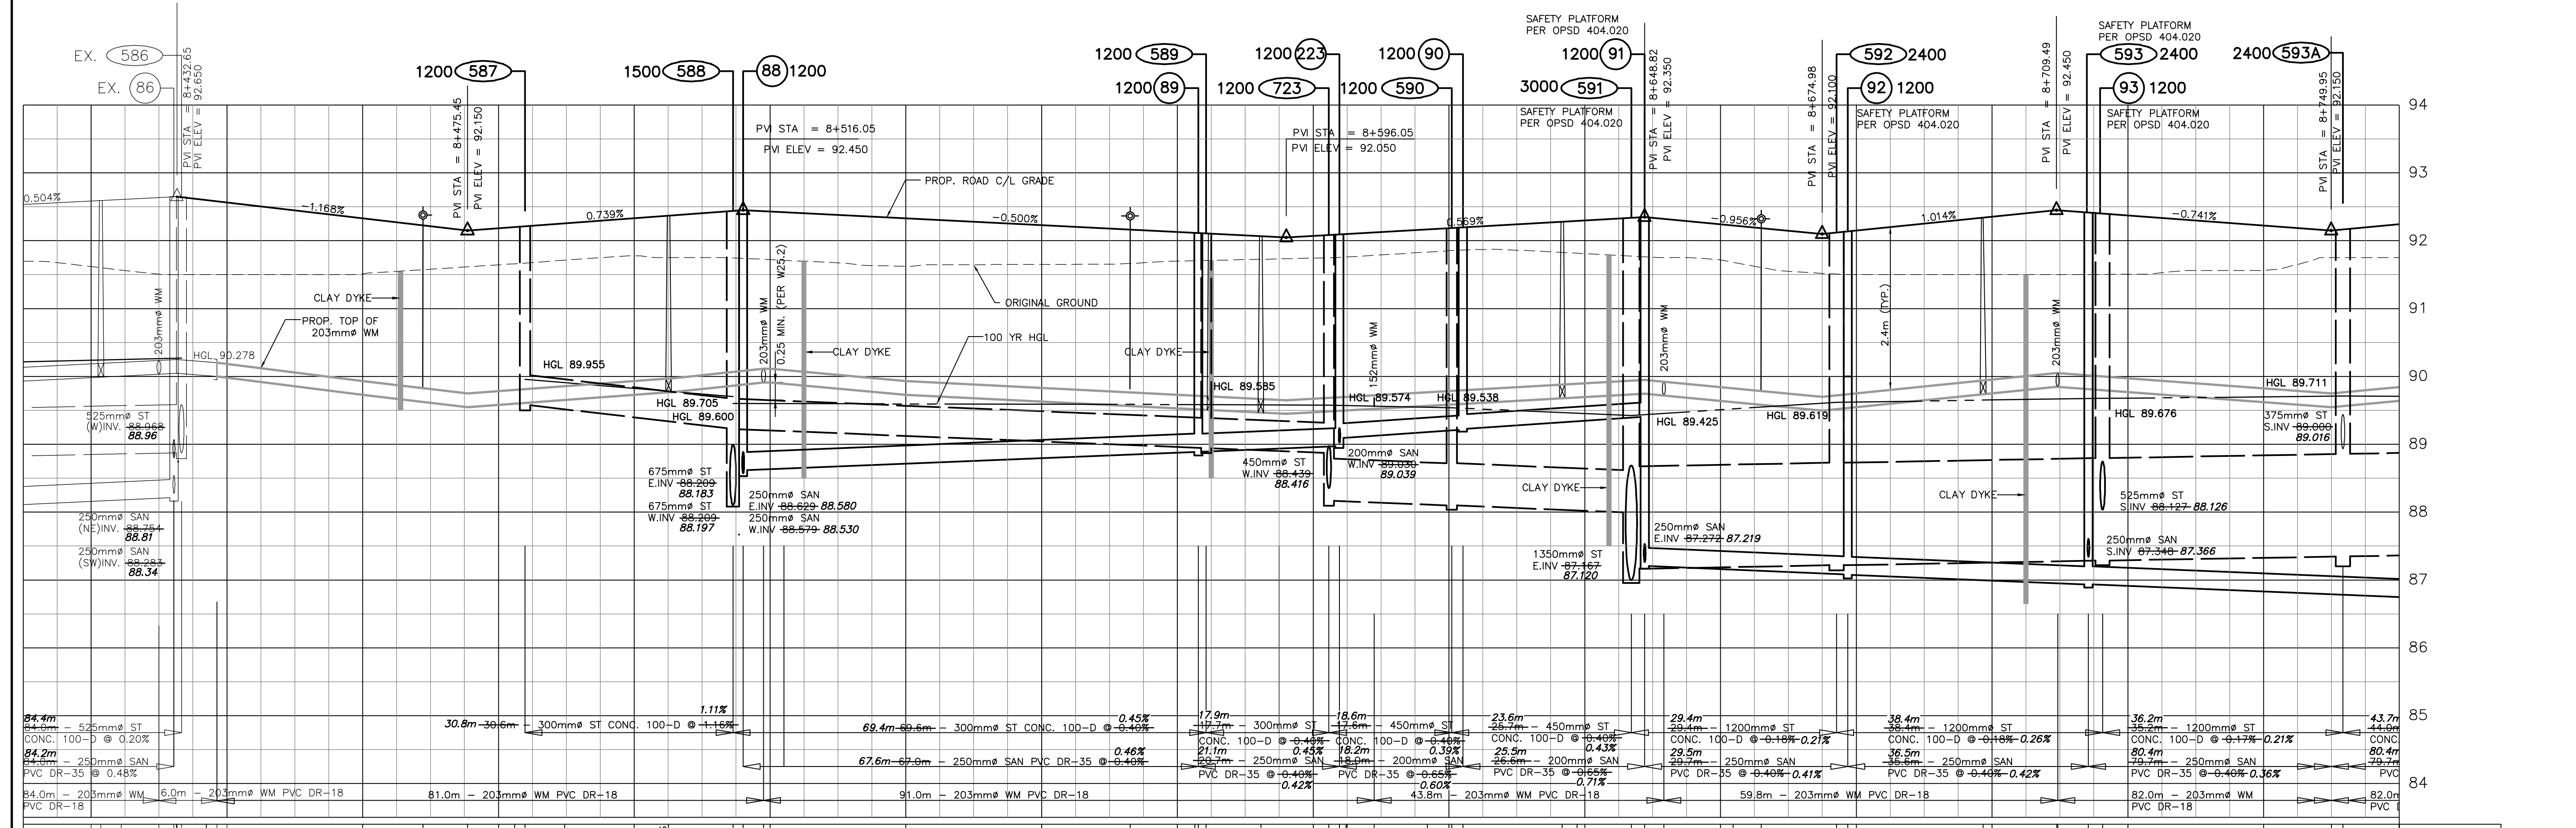 SAFETY PLATFORM
PER OPSD 404.020
SAFETY PLATFORM
PER OPSD 404.020
EX. 586
EX. 86
PVI STA = 8+432.65
PVI ELEV = 92.650
1200 587
PVI STA = 8+475.45
PVI ELEV = 92.150
1500 588
88 1200
PVI STA = 8+516.05
PVI ELEV = 92.450
1200 589
1200 89
1200 223
1200 723
PVI STA = 8+596.05
PVI ELEV = 92.050
1200 90
1200 590
1200 91
3000 591
SAFETY PLATFORM
PER OPSD 404.020
PVI STA = 8+648.82
PVI ELEV = 92.350
PVI STA = 8+674.98
PVI ELEV = 92.100
592 2400
92 1200
SAFETY PLATFORM
PER OPSD 404.020
PVI STA = 8+709.49
PVI ELEV = 92.450
593 2400
93 1200
SAFETY PLATFORM
PER OPSD 404.020
2400 593A
PVI STA = 8+749.95
PVI ELEV = 92.150
94
93
92
91
90
89
88
87
86
85
84
0.504%
-1.168%
0.739%
PROP. ROAD C/L GRADE
-0.500%
0.569%
-0.956%
1.014%
-0.741%
203mmø WM
CLAY DYKE
PROP. TOP OF
203mmø WM
HGL 90.278
HGL 89.955
203mmø WM
0.25 MIN. (PER W25.2)
CLAY DYKE
ORIGINAL GROUND
100 YR HGL
CLAY DYKE
152mmø WM
203mmø WM
2.4m (TYP.)
203mmø WM
HGL 89.705
HGL 89.600
HGL 89.585
HGL 89.574
HGL 89.538
HGL 89.425
HGL 89.619
HGL 89.676
HGL 89.711
525mmø ST
(W)INV. 88.968
88.96
250mmø SAN
(NE)INV. 88.754
88.81
250mmø SAN
(SW)INV. 88.283
88.34
675mmø ST
E.INV 88.209
88.183
675mmø ST
W.INV 88.209
88.197
250mmø SAN
E.INV 88.629 88.580
250mmø SAN
W.INV 88.579 88.530
450mmø ST
W.INV 88.439
88.416
200mmø SAN
W.INV 89.030
89.039
CLAY DYKE
1350mmø ST
E.INV 87.167
87.120
250mmø SAN
E.INV 87.272 87.219
CLAY DYKE
525mmø ST
S.INV 88.127 88.126
250mmø SAN
S.INV 87.348 87.366
375mmø ST
S.INV 89.000
89.016
84.4m
84.0m - 525mmø ST
CONC. 100-D @ 0.20%
84.2m
84.0m - 250mmø SAN
PVC DR-35 @ 0.48%
84.0m - 203mmø WM
PVC DR-18
6.0m - 203mmø WM PVC DR-18
1.11%
30.8m 30.6m - 300mmø ST CONC. 100-D @ 1.16%
81.0m - 203mmø WM PVC DR-18
0.45%
69.4m 69.6m - 300mmø ST CONC. 100-D @ 0.40%
0.46%
67.6m 67.0m - 250mmø SAN PVC DR-35 @ 0.40%
91.0m - 203mmø WM PVC DR-18
17.9m
17.7m - 300mmø ST
CONC. 100-D @ 0.40%
0.45%
21.1m
20.7m - 250mmø SAN
PVC DR-35 @ 0.40%
0.42%
18.6m
17.6m - 450mmø ST
CONC. 100-D @ 0.40%
0.39%
18.2m
18.0m - 200mmø SAN
PVC DR-35 @ 0.65%
0.60%
23.6m
25.7m - 450mmø ST
CONC. 100-D @ 0.40%
0.43%
25.5m
26.6m - 200mmø SAN
PVC DR-35 @ 0.65%
0.71%
43.8m - 203mmø WM PVC DR-18
29.4m
29.4m - 1200mmø ST
CONC. 100-D @ 0.18% 0.21%
29.5m
29.7m - 250mmø SAN
PVC DR-35 @ 0.40% 0.41%
59.8m - 203mmø WM PVC DR-18
38.4m
38.4m - 1200mmø ST
CONC. 100-D @ 0.18% 0.26%
36.5m
35.6m - 250mmø SAN
PVC DR-35 @ 0.40% 0.42%
36.2m
35.2m - 1200mmø ST
CONC. 100-D @ 0.17% 0.21%
80.4m
79.7m - 250mmø SAN
PVC DR-35 @ 0.40% 0.36%
82.0m - 203mmø WM
PVC DR-18
43.7m
44.0m
CONC
80.4m
79.7m
PVC
82.0m
PVC